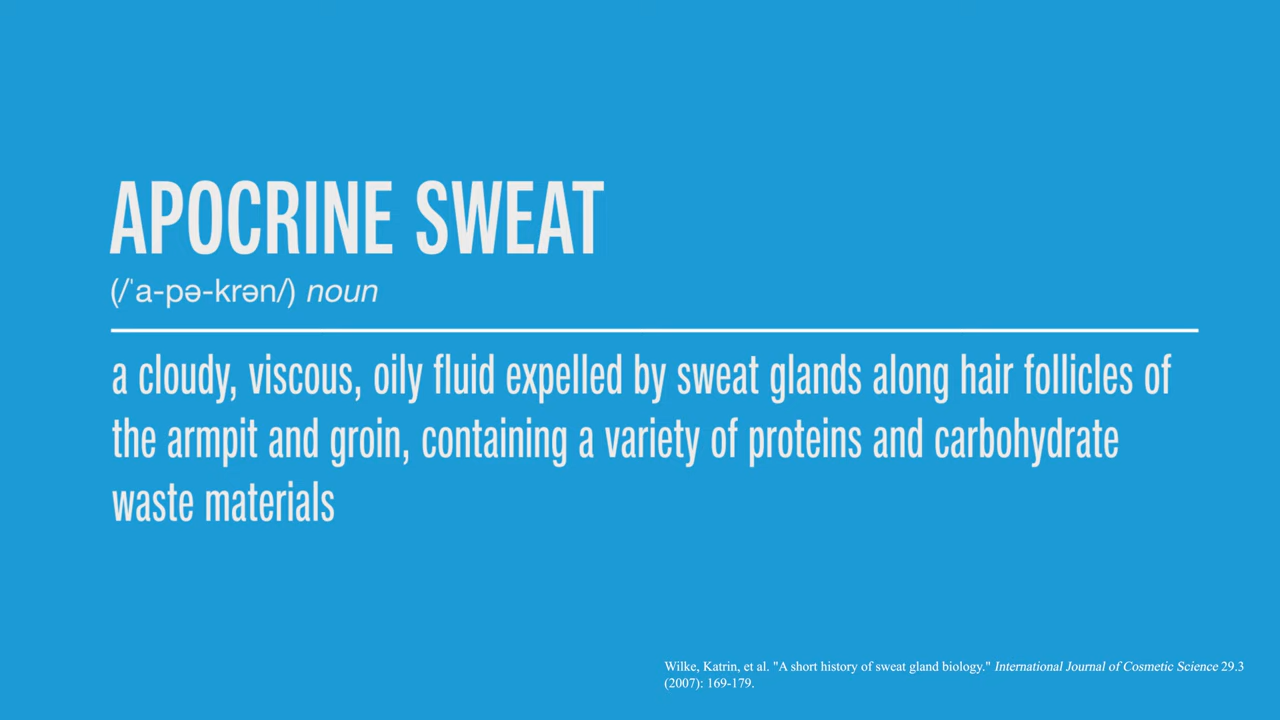 APOCRINE SWEAT
(/ˈa-pə-krən/) noun
a cloudy, viscous, oily fluid expelled by sweat glands along hair follicles of
the armpit and groin, containing a variety of proteins and carbohydrate
waste materials
Wilke, Katrin, et al. "A short history of sweat gland biology." International Journal of Cosmetic Science 29.3
(2007): 169-179.